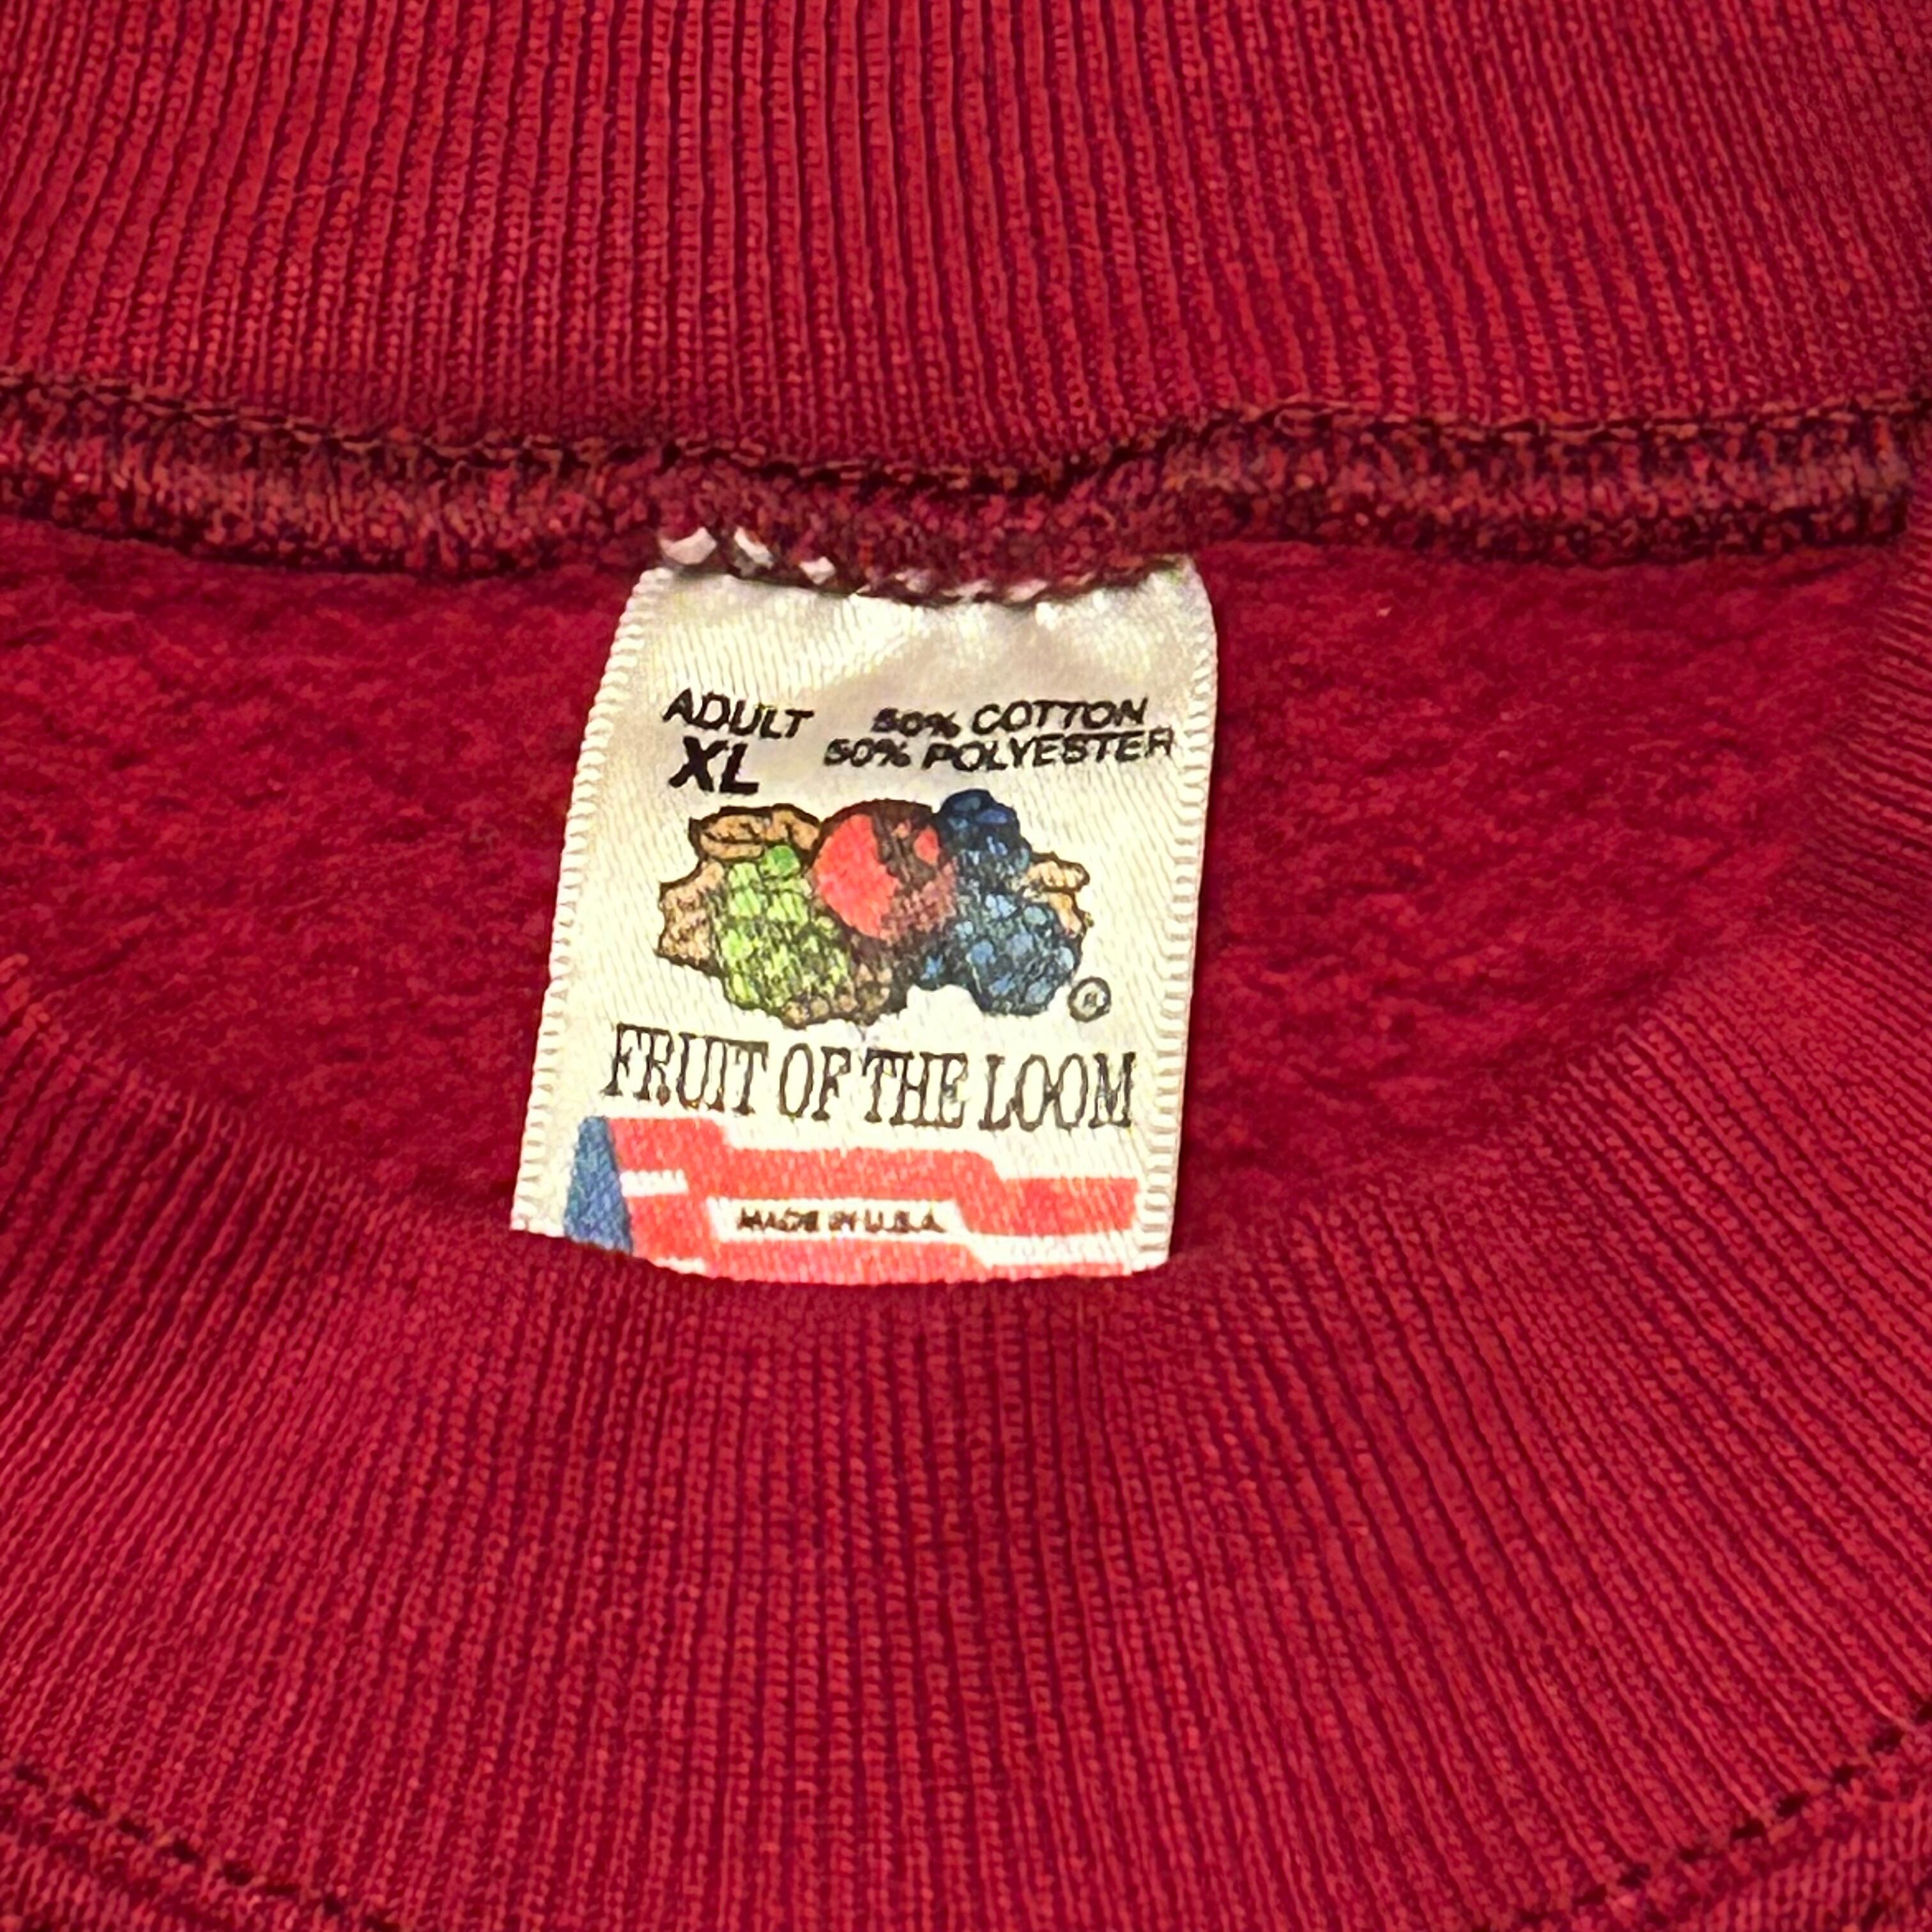 ADULT 50% COTTON
XL 50% POLYESTER
®
FRUIT OF THE LOOM
MADE IN U.S.A.